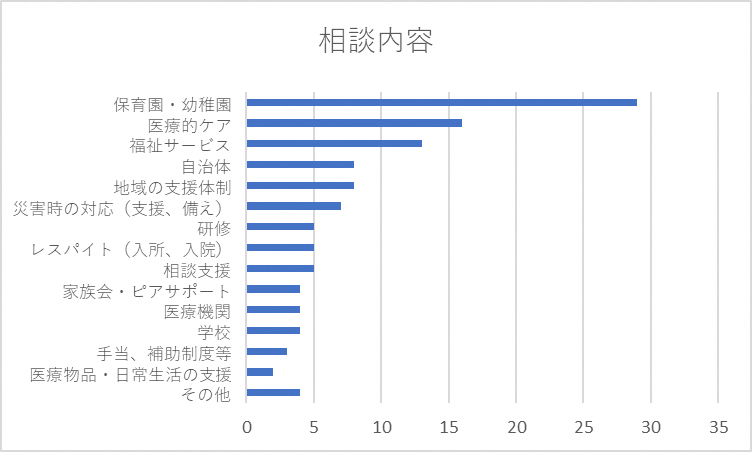 相談内容
保育園・幼稚園
医療的ケア
福祉サービス
自治体
地域の支援体制
災害時の対応（支援、備え）
研修
レスパイト（入所、入院）
相談支援
家族会・ピアサポート
医療機関
学校
手当、補助制度等
医療物品・日常生活の支援
その他
0 5 10 15 20 25 30 35